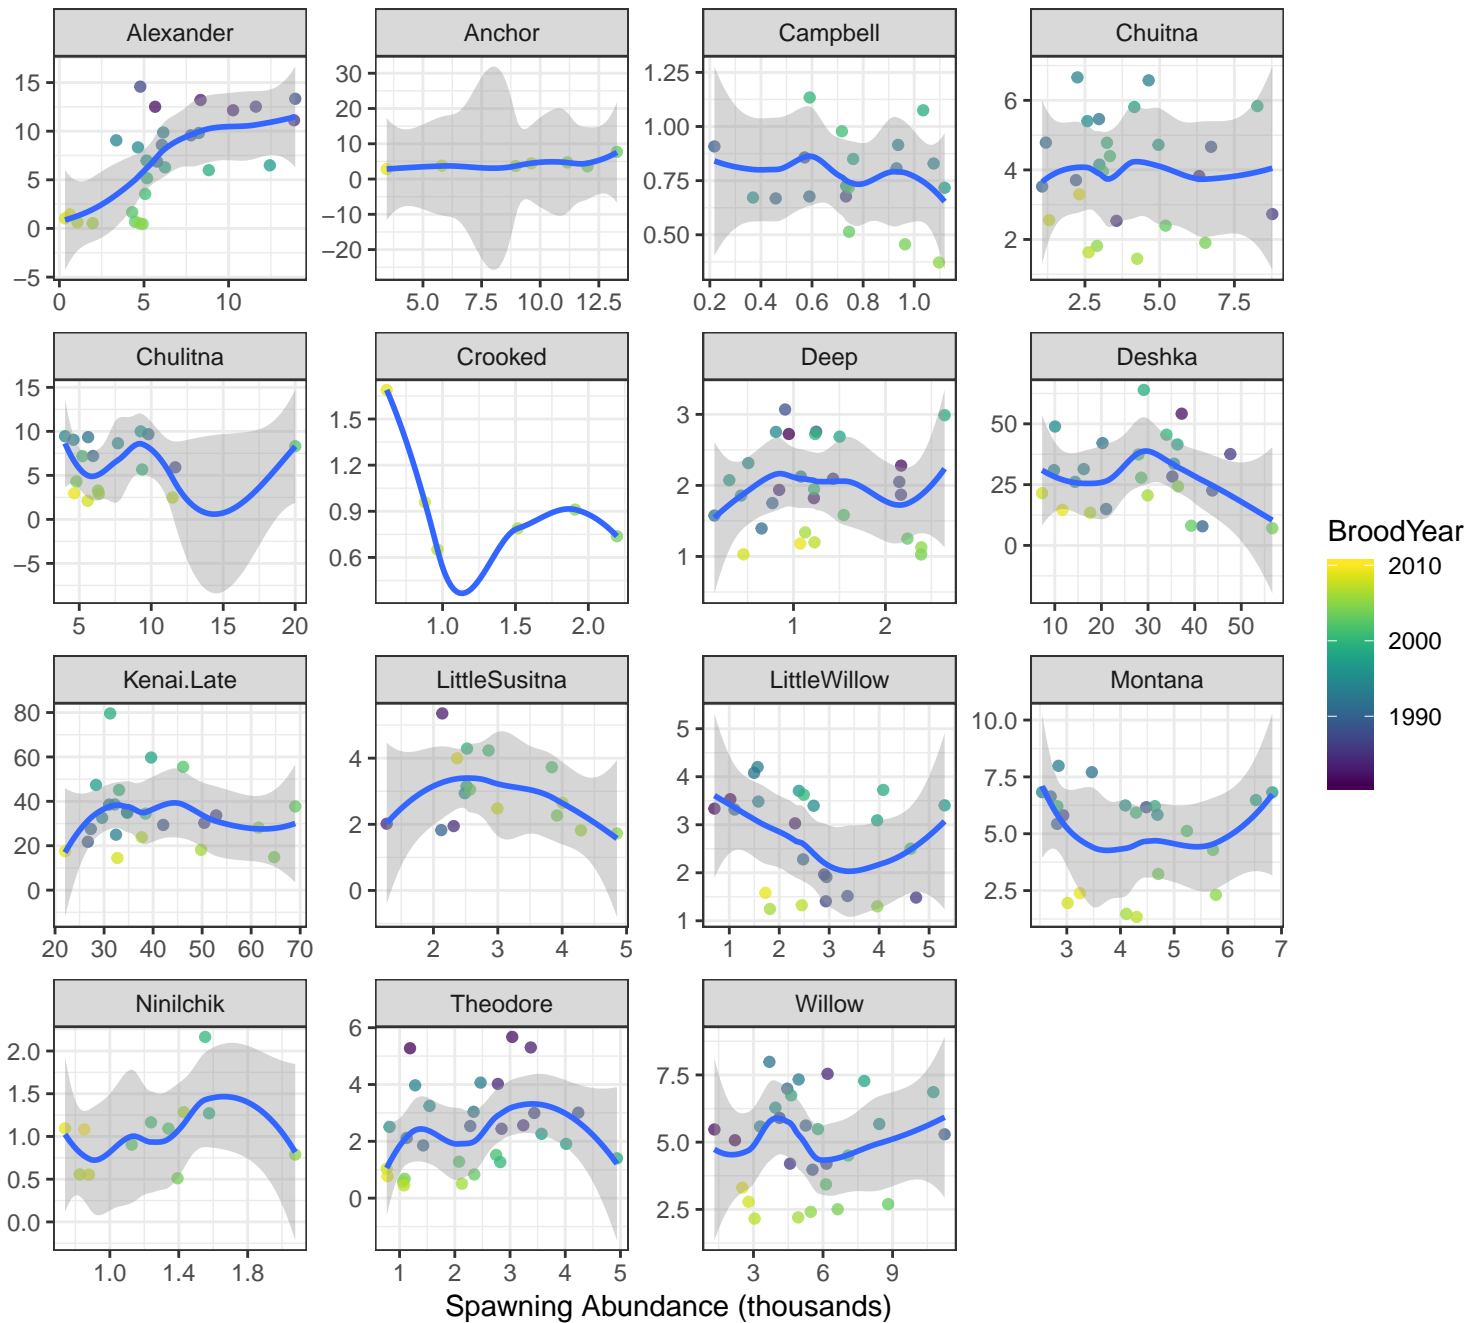 Alexander Anchor Campbell Chuitna
15 10 5 0 −5
30 20 10 0 −10 −20
1.25 1.00 0.75 0.50
6 4 2
0 5 10
5.0 7.5 10.0 12.5
0.2 0.4 0.6 0.8 1.0
2.5 5.0 7.5
Chulitna Crooked Deep Deshka
15 10 5 0 −5
1.5 1.2 0.9 0.6
3 2 1
50 25 0
5 10 15 20
1.0 1.5 2.0
1 2
10 20 30 40 50
Kenai.Late LittleSusitna LittleWillow Montana
80 60 40 20 0
4 2 0
5 4 3 2 1
10.0 7.5 5.0 2.5
20 30 40 50 60 70
2 3 4 5
1 2 3 4 5
3 4 5 6 7
Ninilchik Theodore Willow
2.0 1.5 1.0 0.5 0.0
6 4 2 0
7.5 5.0 2.5
1.0 1.4 1.8
1 2 3 4 5
3 6 9
Spawning Abundance (thousands)
BroodYear
2010
2000
1990